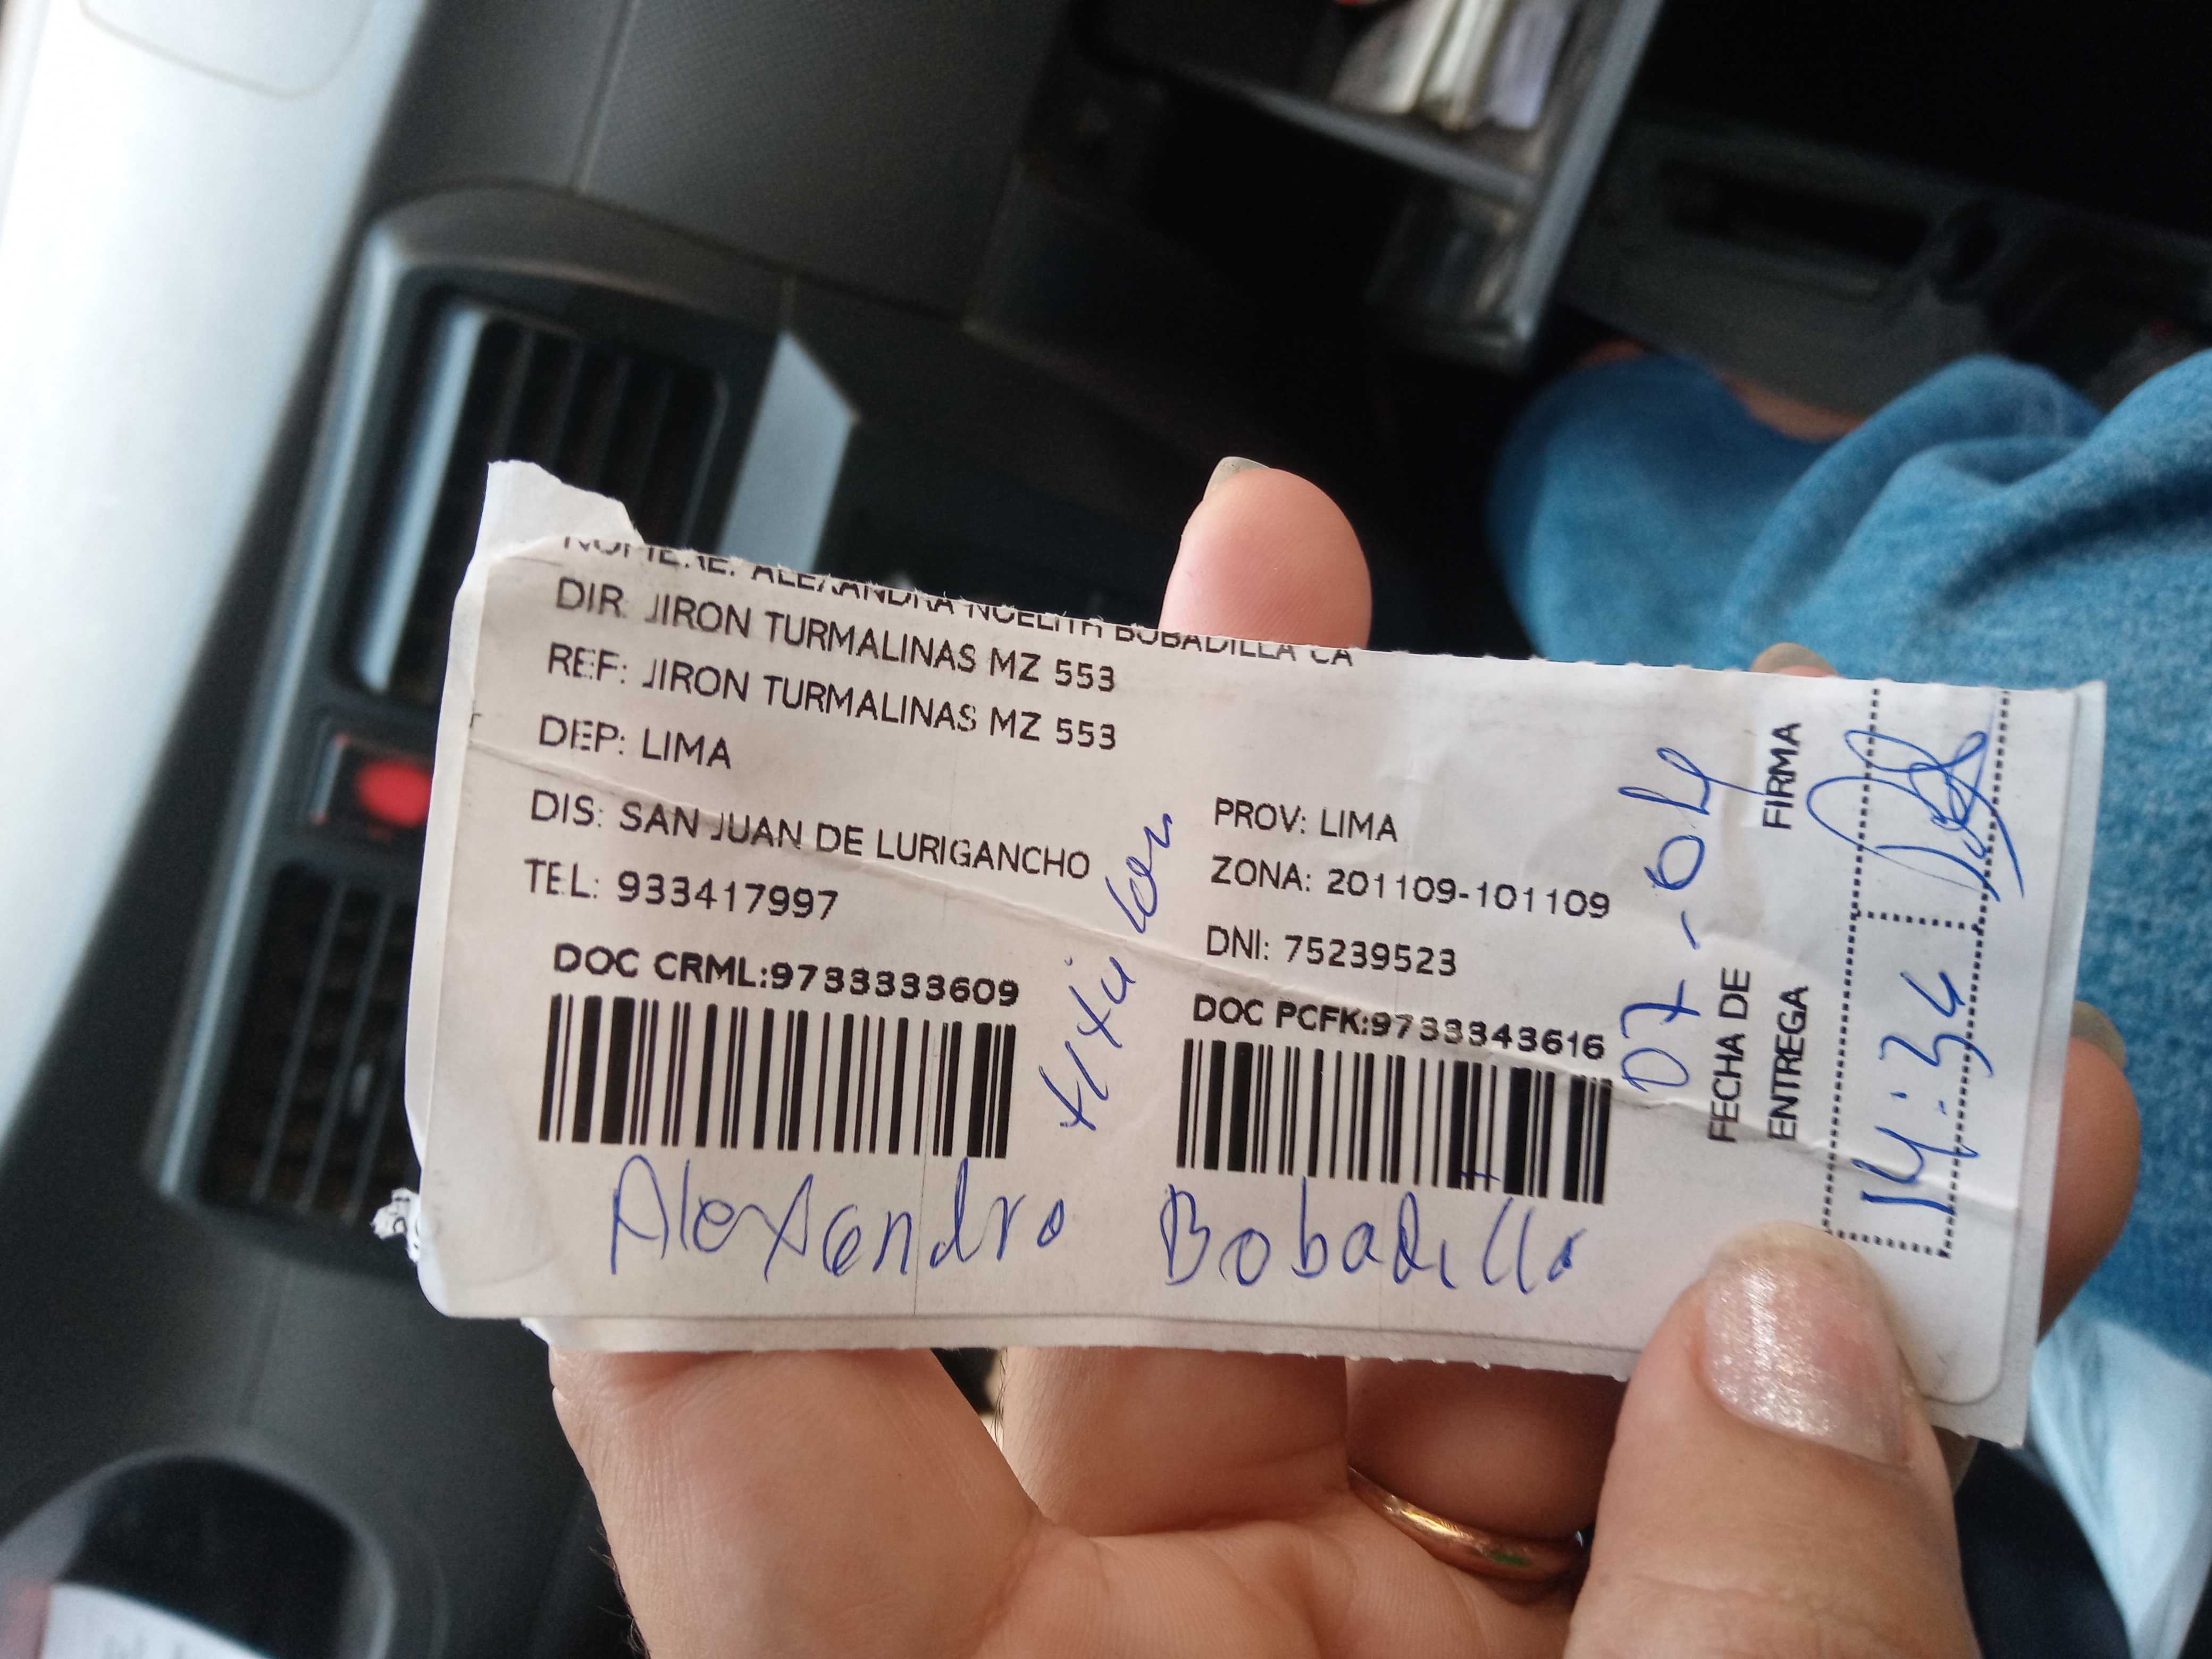 NOMBRE: ALEXANDRA NOELITH BOBADILLA CA
DIR: JIRON TURMALINAS MZ 553
REF: JIRON TURMALINAS MZ 553
DEP: LIMA
PROV: LIMA
DIS: SAN JUAN DE LURIGANCHO
ZONA: 201109-101109
TEL: 933417997
DNI: 75239523
DOC CRML:9733333609
DOC PCFK:9733343616
Titular
Alexandra Bobadilla
07-04
FECHA DE
ENTREGA
FIRMA
14:34